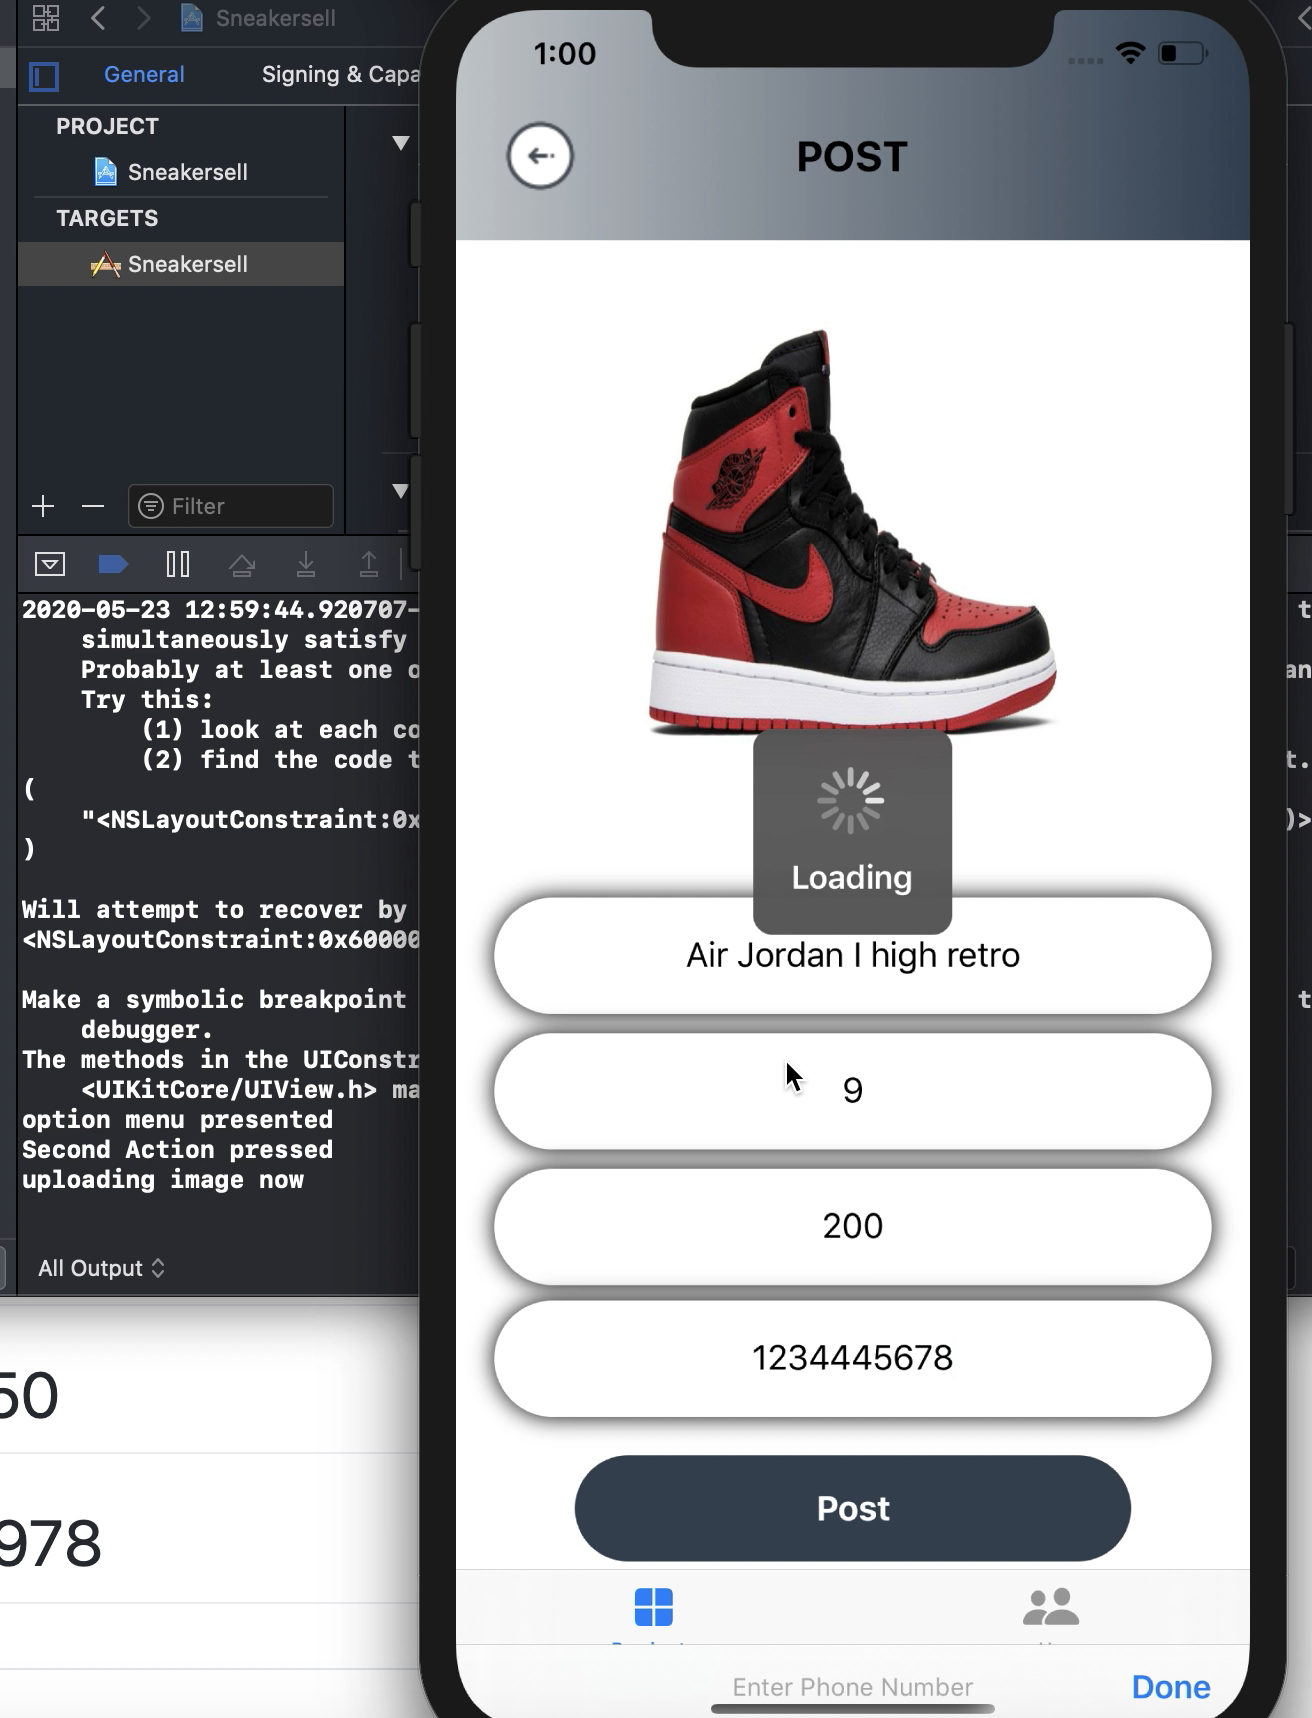 Sneakersell
General
Signing & Capa
PROJECT
Sneakersell
TARGETS
Sneakersell
Filter
2020-05-23 12:59:44.920707-
simultaneously satisfy
Probably at least one o
Try this:
(1) look at each co
(2) find the code t
(
"<NSLayoutConstraint:0x
)
Will attempt to recover by
<NSLayoutConstraint:0x60000
Make a symbolic breakpoint
debugger.
The methods in the UIConstr
<UIKitCore/UIView.h> ma
option menu presented
Second Action pressed
uploading image now
All Output
50
978
1:00
POST
Loading
Air Jordan I high retro
9
200
1234445678
Post
Enter Phone Number
Done
t
an
t.
)>
t